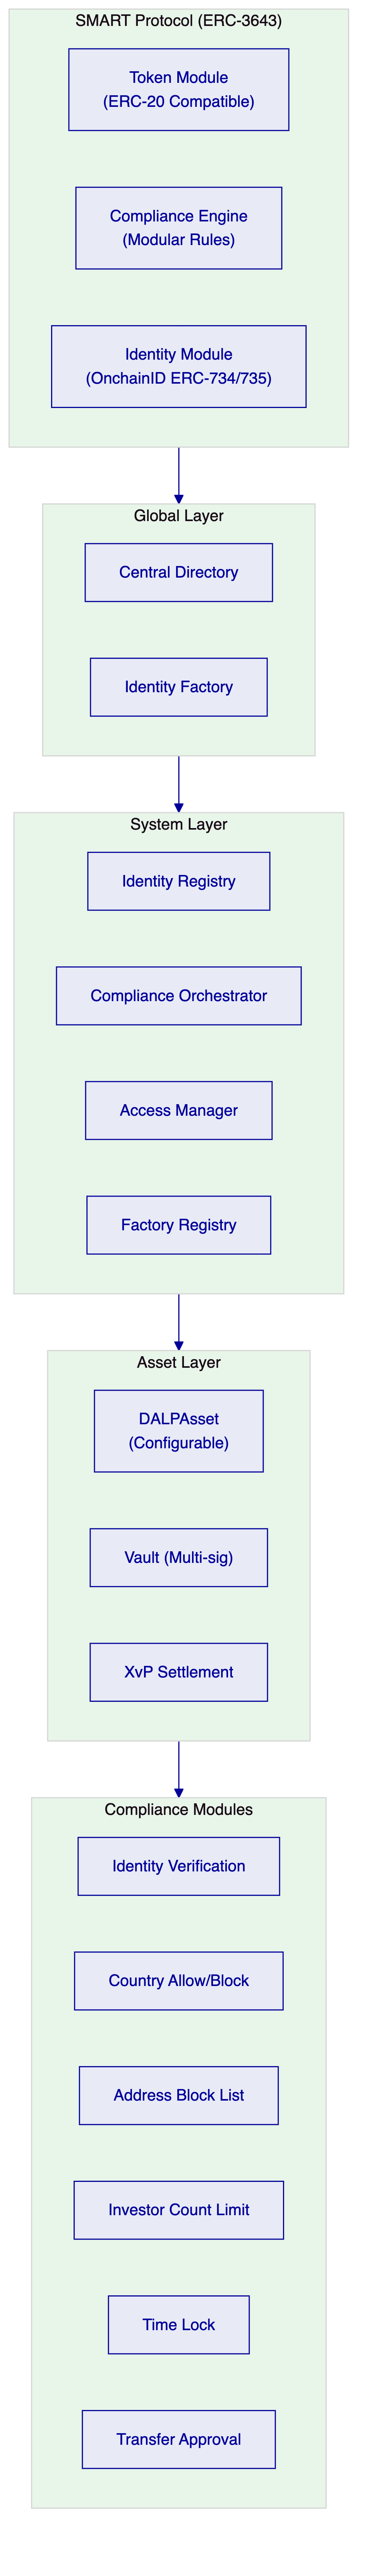 SMART Protocol (ERC-3643)
Token Module
(ERC-20 Compatible)
Compliance Engine
(Modular Rules)
Identity Module
(OnchainID ERC-734/735)
Global Layer
Central Directory
Identity Factory
System Layer
Identity Registry
Compliance Orchestrator
Access Manager
Factory Registry
Asset Layer
DALPAsset
(Configurable)
Vault (Multi-sig)
XvP Settlement
Compliance Modules
Identity Verification
Country Allow/Block
Address Block List
Investor Count Limit
Time Lock
Transfer Approval